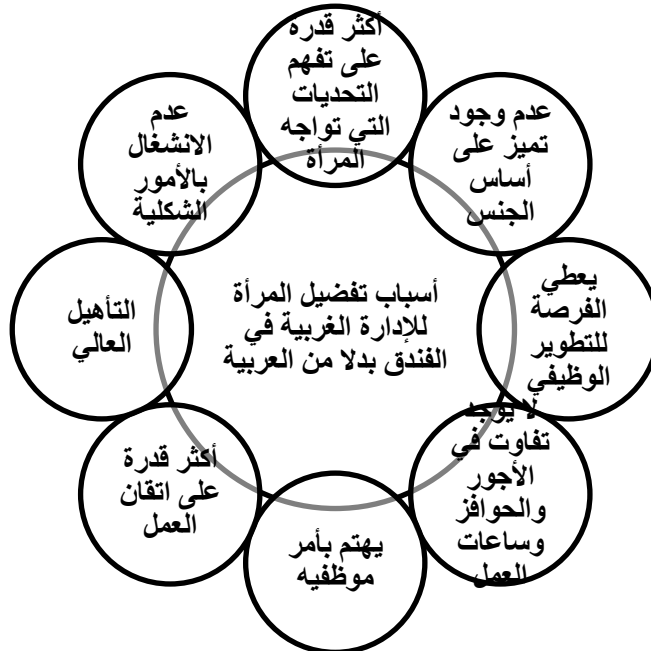 أكثر قدرة
على تفهم
التحديات
التي تواجه
المرأة
عدم وجود
تميز على
أساس
الجنس
يعطي
الفرصة
للتطوير
الوظيفي
لا يوجد
تفاوت في
الأجور
والحوافز
وساعات
العمل
يهتم بأمر
موظفيه
أكثر قدرة
على اتقان
العمل
التأهيل
العالي
عدم
الانشغال
بالأمور
الشكلية
أسباب تفضيل المرأة
للإدارة الغربية في
الفندق بدلا من العربية